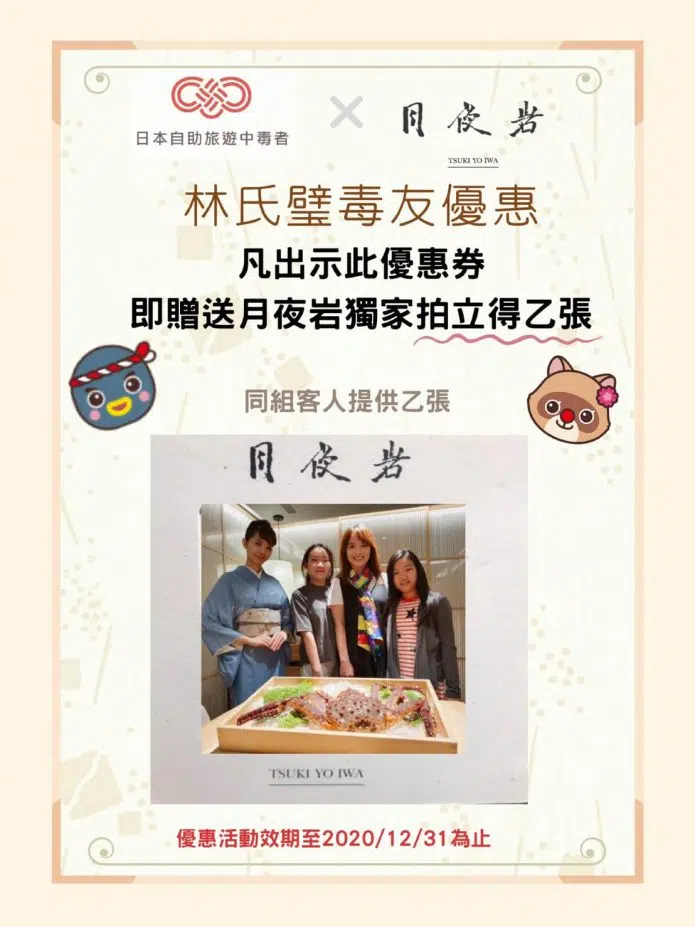 日本自助旅遊中毒者
×
月夜岩
TSUKI YO IWA
林氏璧毒友優惠
凡出示此優惠券
即贈送月夜岩獨家拍立得乙張
同組客人提供乙張
月夜岩
TSUKI YO IWA
優惠活動效期至2020/12/31為止